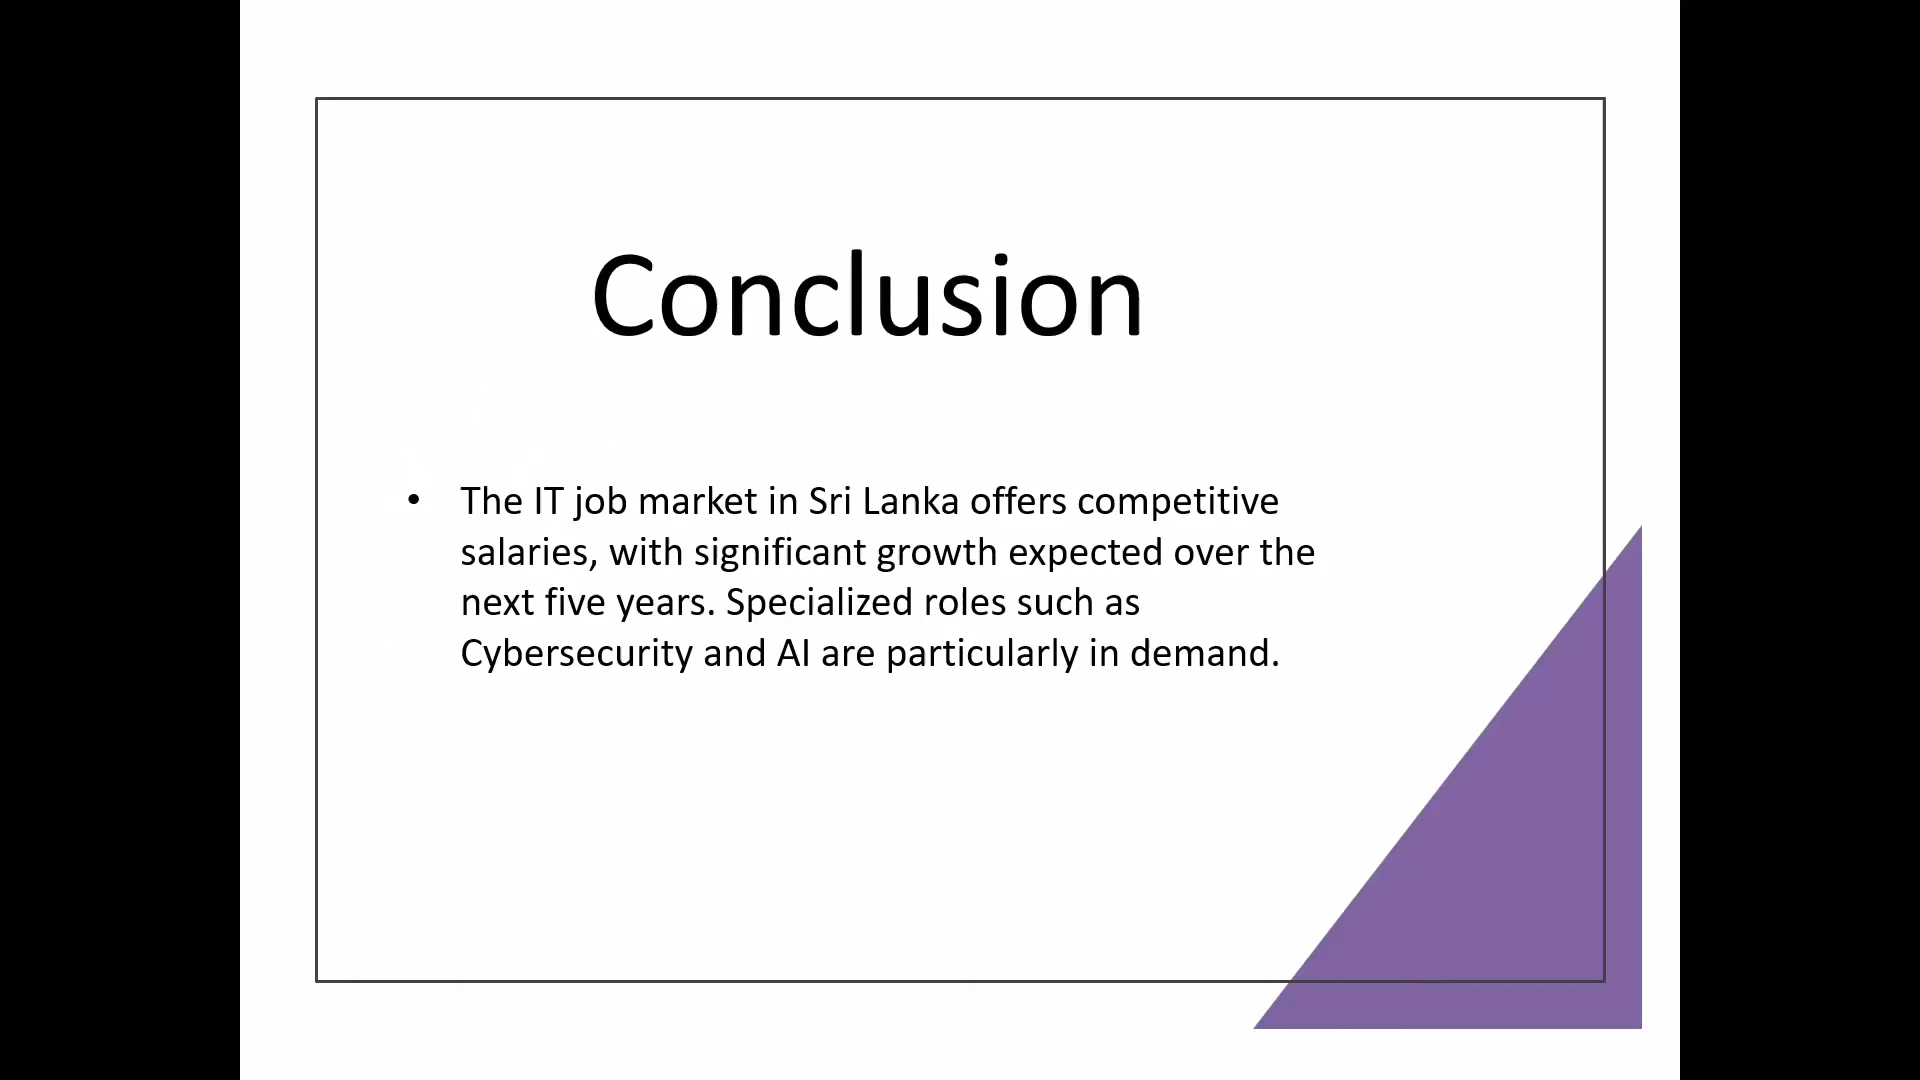 Conclusion
• The IT job market in Sri Lanka offers competitive
salaries, with significant growth expected over the
next five years. Specialized roles such as
Cybersecurity and AI are particularly in demand.